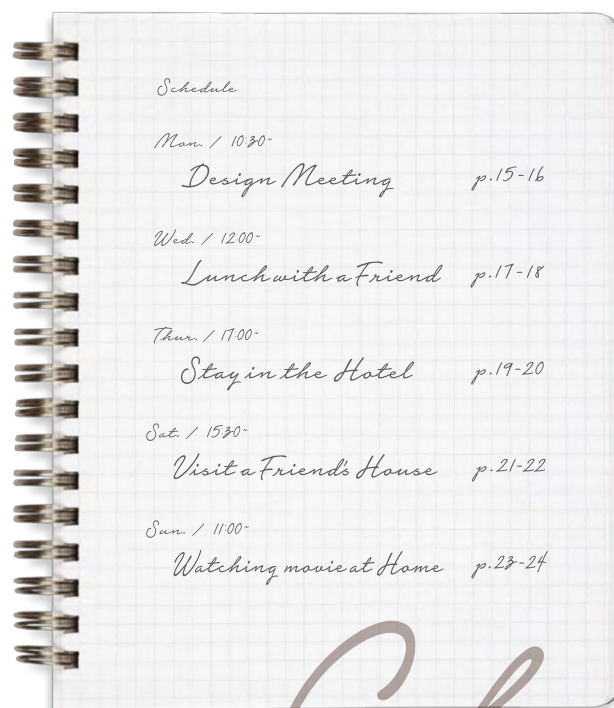 Schedule
Mon. / 10:30~
Design Meeting p.15-16
Wed. / 12:00~
Lunch with a Friend p.17-18
Thur. / 17:00~
Stay in the Hotel p.19-20
Sat. / 15:30~
Visit a Friend's House p.21-22
Sun. / 11:00~
Watching movie at Home p.23-24